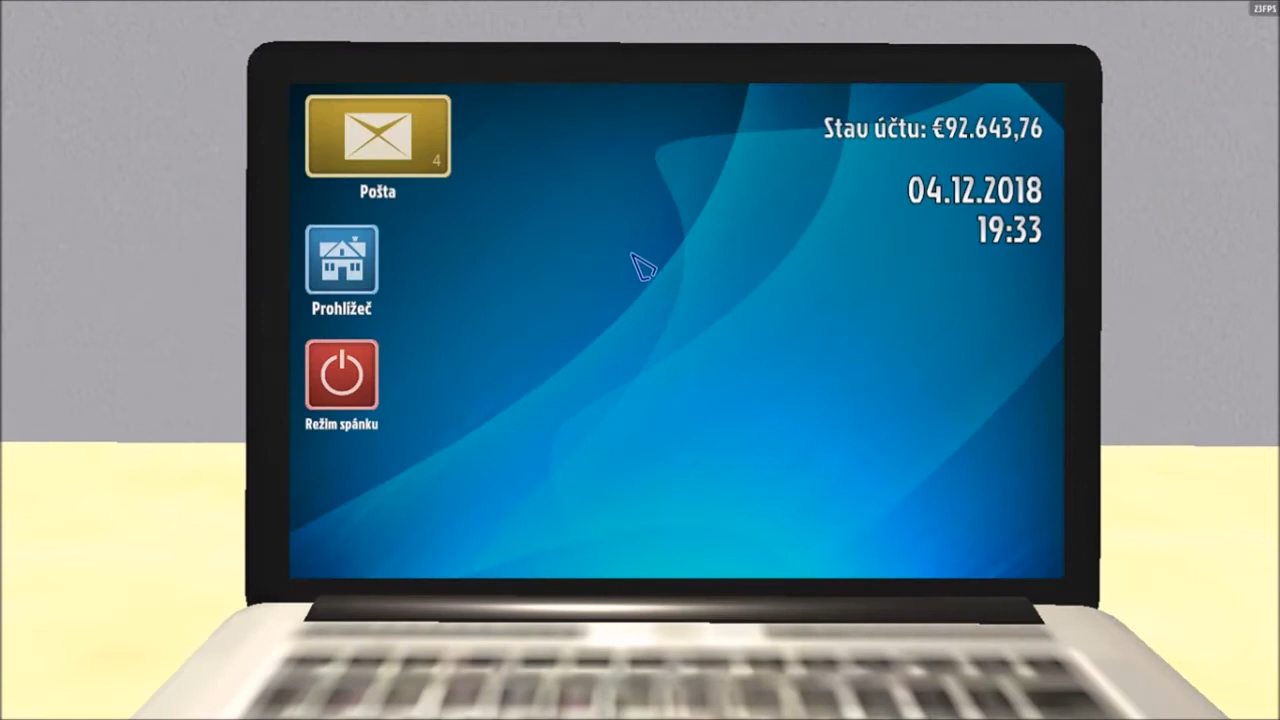 23FPS
Stav účtu: €92.643,76
4
Pošta
04.12.2018
19:33
Prohlížeč
Režim spánku